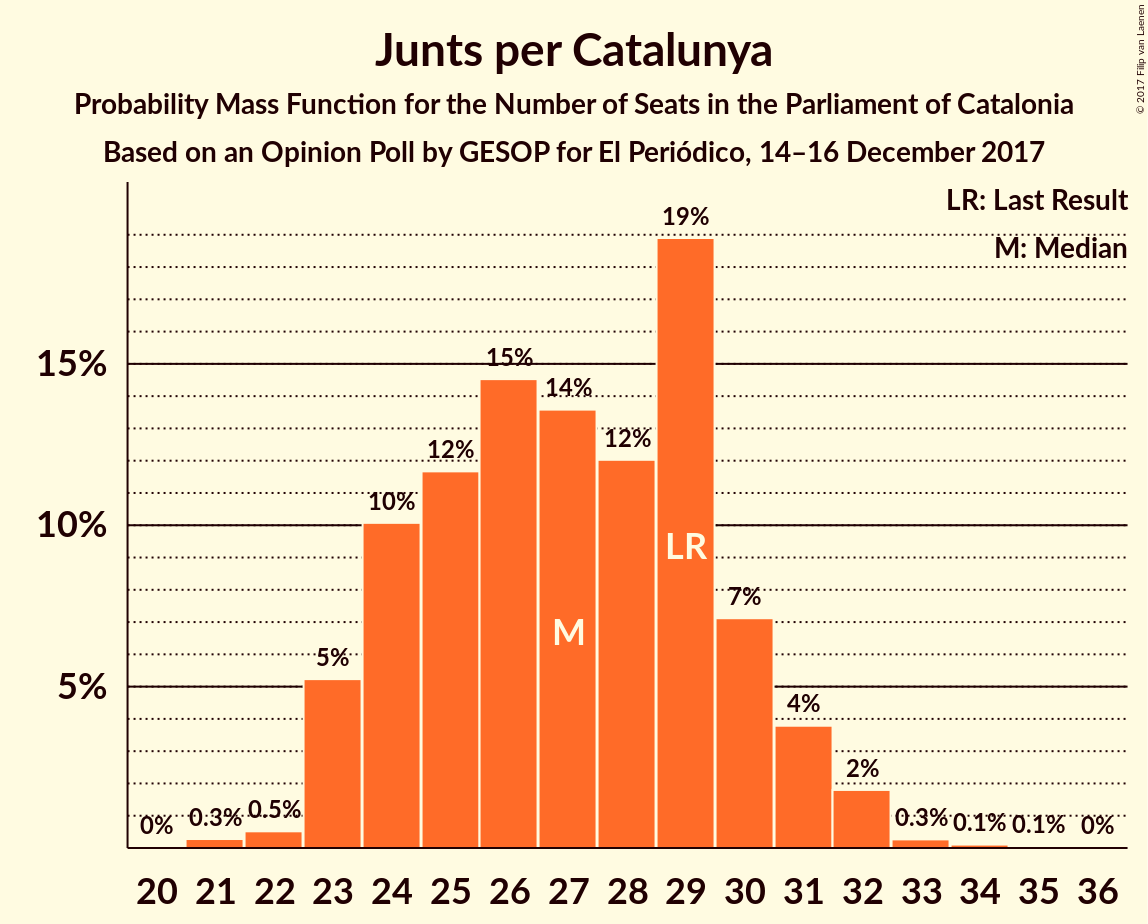 Junts per Catalunya
Probability Mass Function for the Number of Seats in the Parliament of Catalonia
Based on an Opinion Poll by GESOP for El Periódico, 14–16 December 2017
© 2017 Filip van Laenen
LR: Last Result
M: Median
15%
10%
5%
0%
0.3%
0.5%
5%
10%
12%
15%
14%
12%
19%
7%
4%
2%
0.3%
0.1%
0.1%
0%
M
LR
20 21 22 23 24 25 26 27 28 29 30 31 32 33 34 35 36